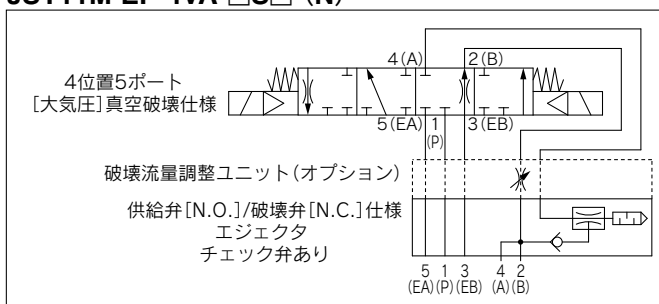 4(A) 2(B)
4位置5ポート
[大気圧]真空破壊仕様
5(EA) 1 3(EB)
(P)
破壊流量調整ユニット(オプション)
供給弁[N.O.]/破壊弁[N.C.]仕様
エジェクタ
チェック弁あり
5 1 3 4 2
(EA)(P)(EB) (A)(B)